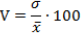 V = σ / x̄ · 100